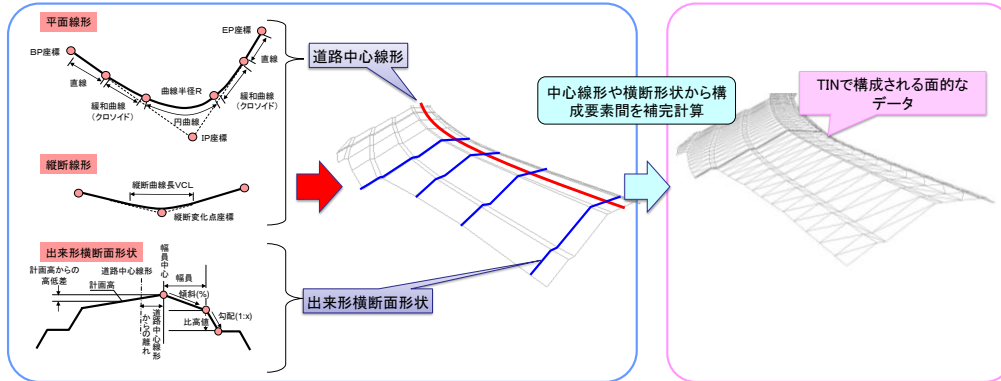 平面線形
BP座標
EP座標
直線
直線
曲線半径R
緩和曲線
(クロソイド)
緩和曲線
(クロソイド)
円曲線
IP座標
縦断線形
縦断曲線長VCL
縦断変化点座標
出来形横断面形状
幅員中心
幅員
計画高からの
高低差
道路中心線形
計画高
傾斜(%)
勾配(1:x)
比高値
道路中心線形
からの離れ
道路中心線形
出来形横断面形状
中心線形や横断形状から構
成要素間を補完計算
TINで構成される面的な
データ